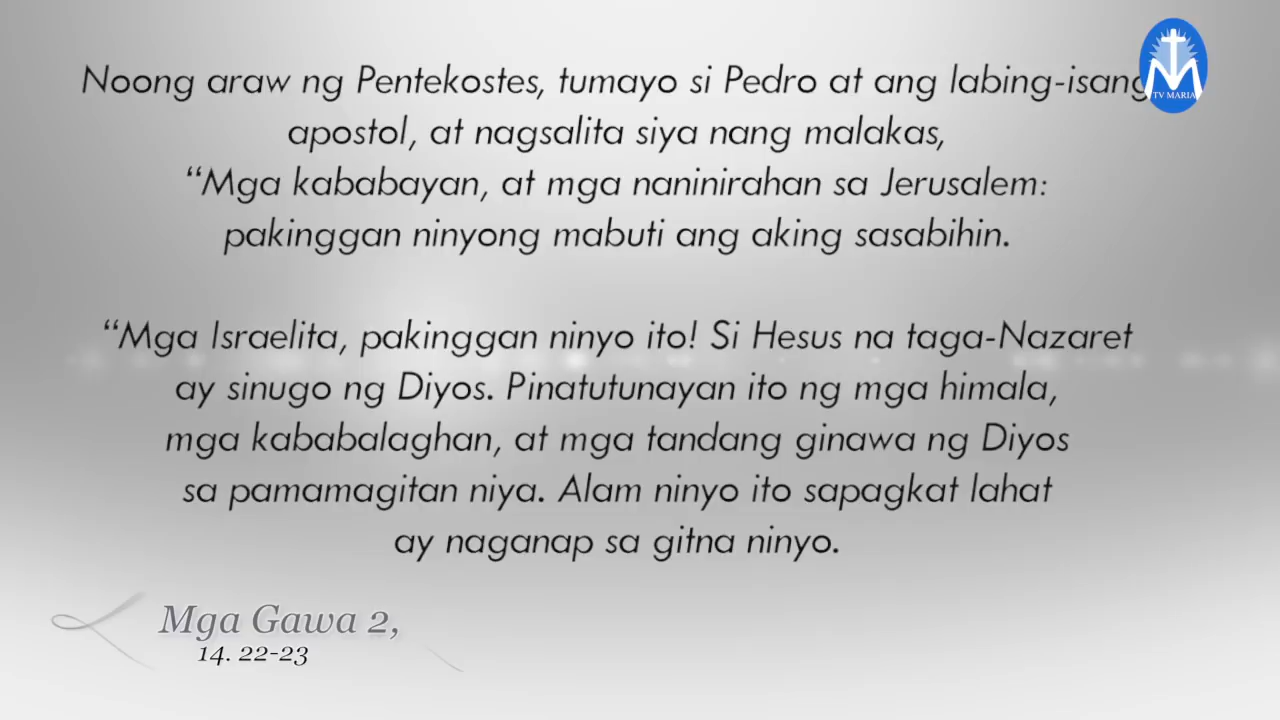 Noong araw ng Pentekostes, tumayo si Pedro at ang labing-isang
apostol, at nagsalita siya nang malakas,
“Mga kababayan, at mga naninirahan sa Jerusalem:
pakinggan ninyong mabuti ang aking sasabihin.
“Mga Israelita, pakinggan ninyo ito! Si Hesus na taga-Nazaret
ay sinugo ng Diyos. Pinatutunayan ito ng mga himala,
mga kababalaghan, at mga tandang ginawa ng Diyos
sa pamamagitan niya. Alam ninyo ito sapagkat lahat
ay naganap sa gitna ninyo.
Mga Gawa 2,
14. 22-23
TV MARIA